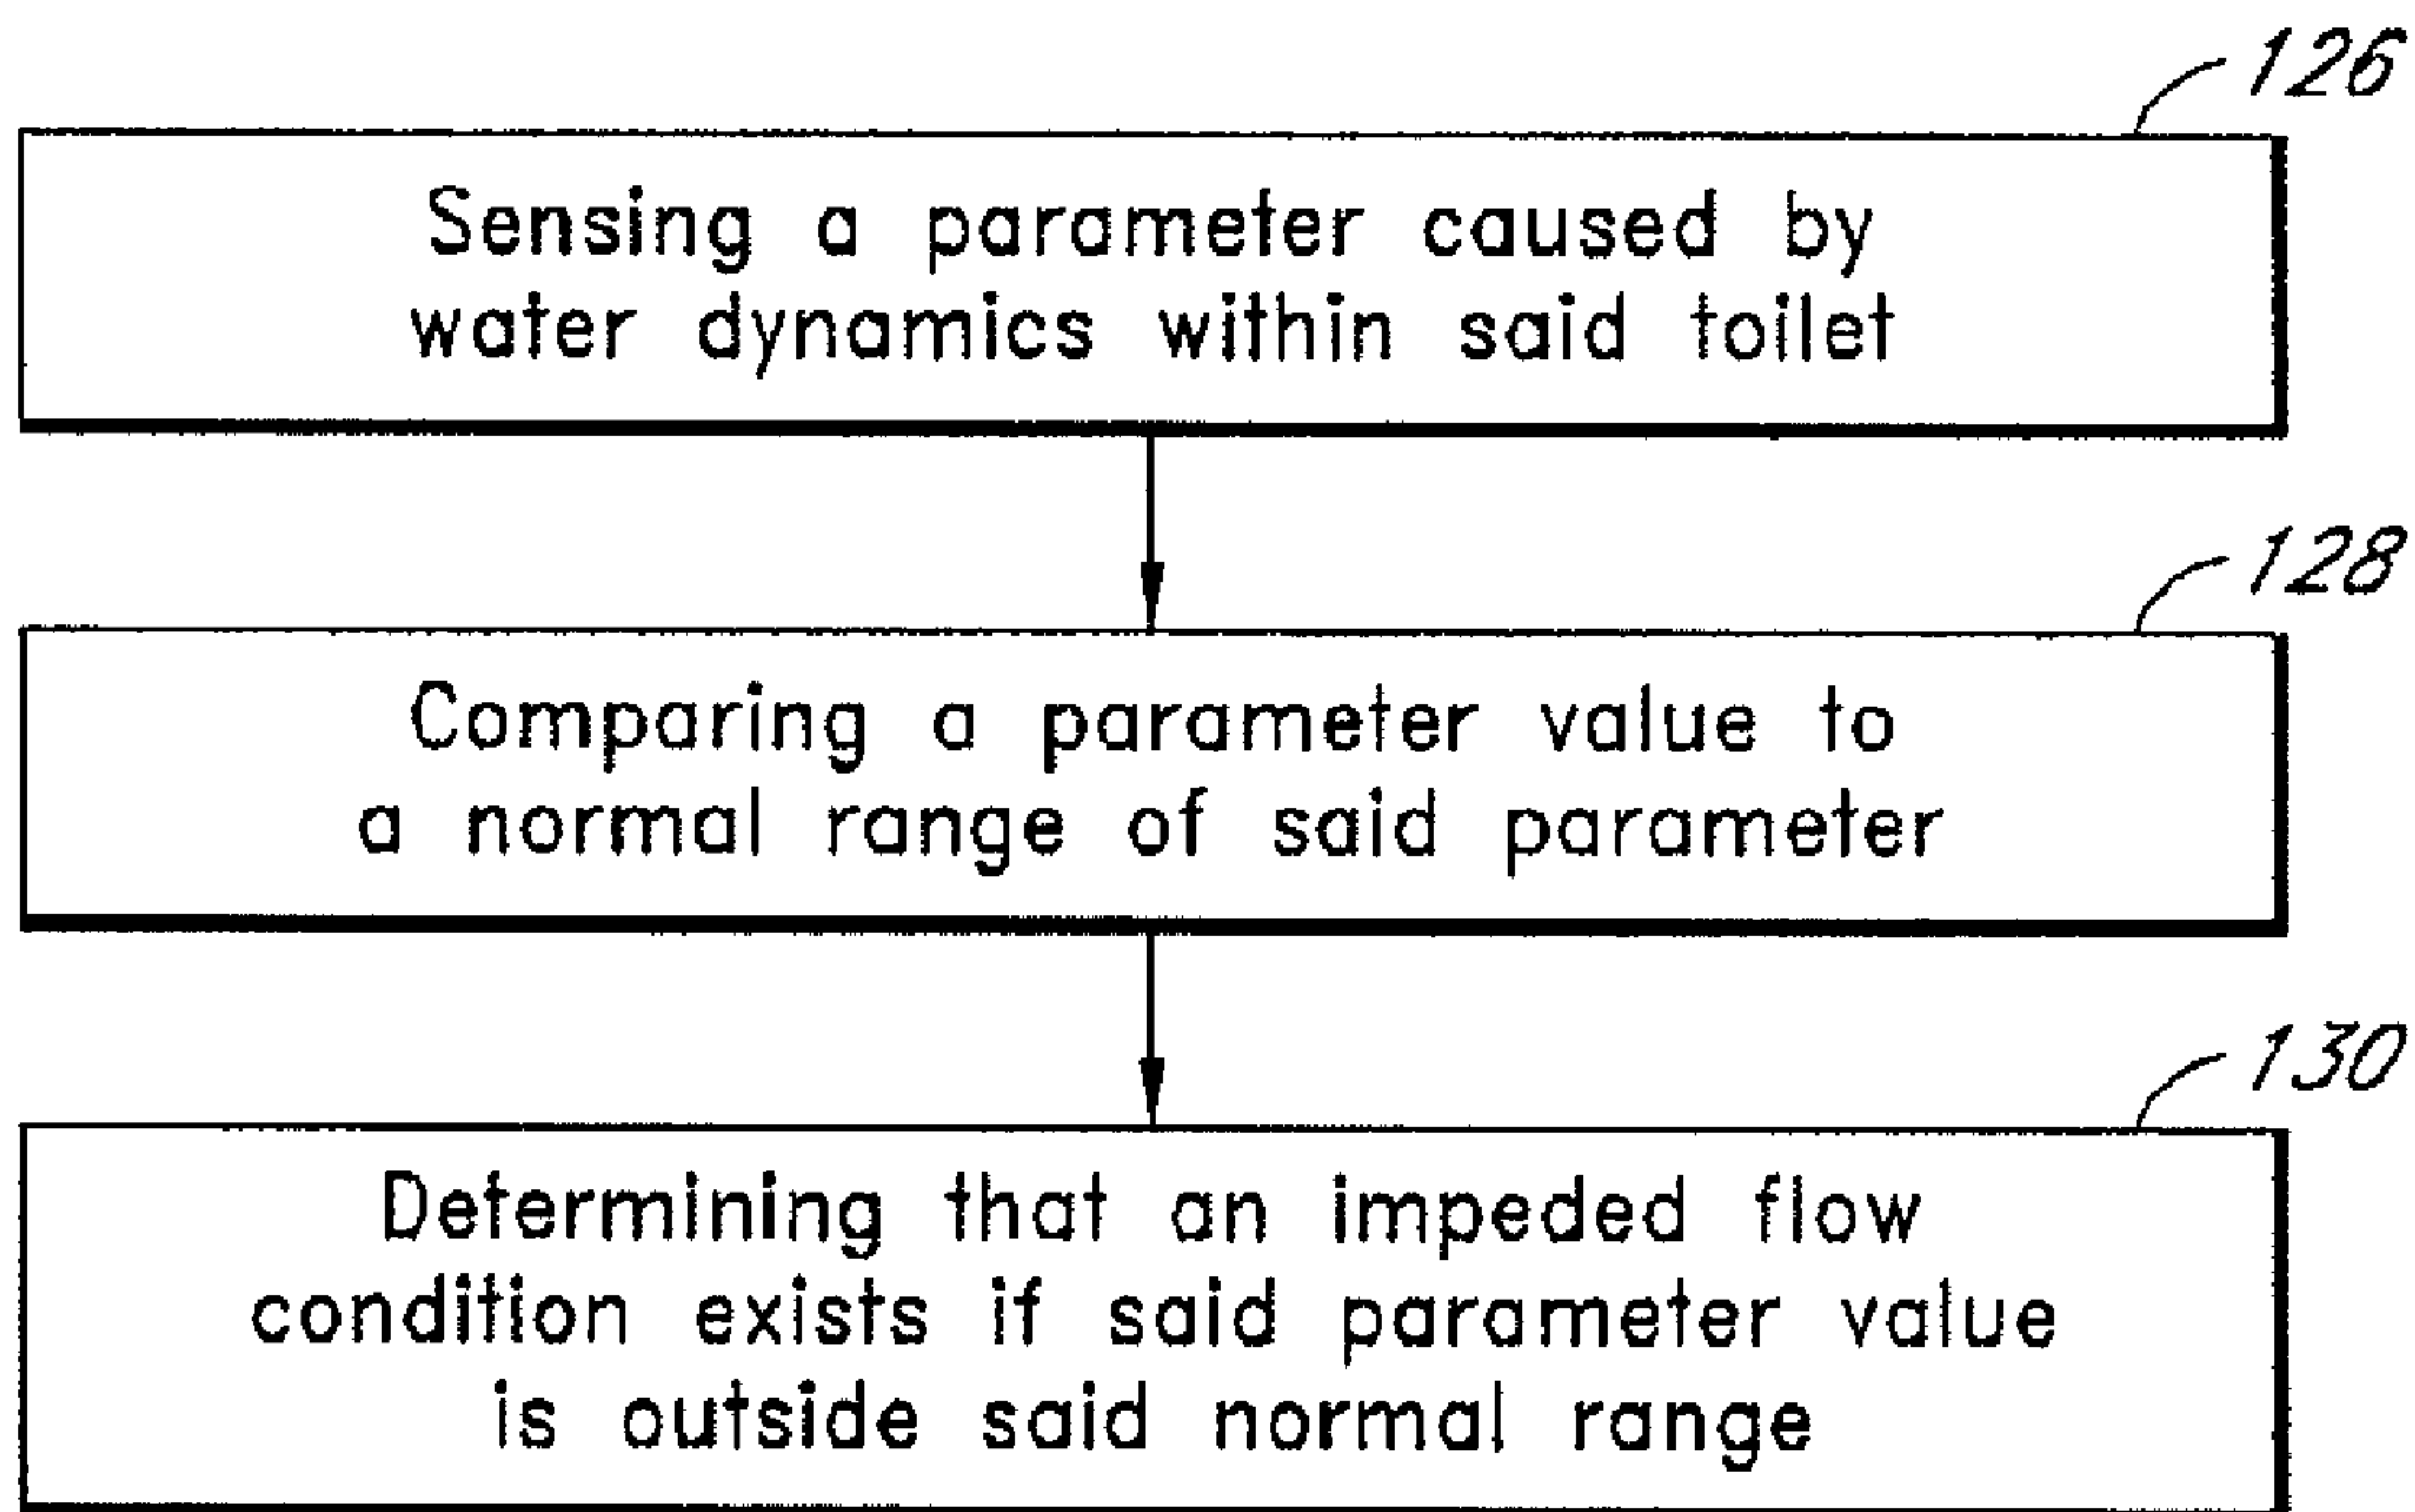 126
Sensing a parameter caused by
water dynamics within said toilet
128
Comparing a parameter value to
a normal range of said parameter
130
Determining that an impeded flow
condition exists if said parameter value
is outside said normal range